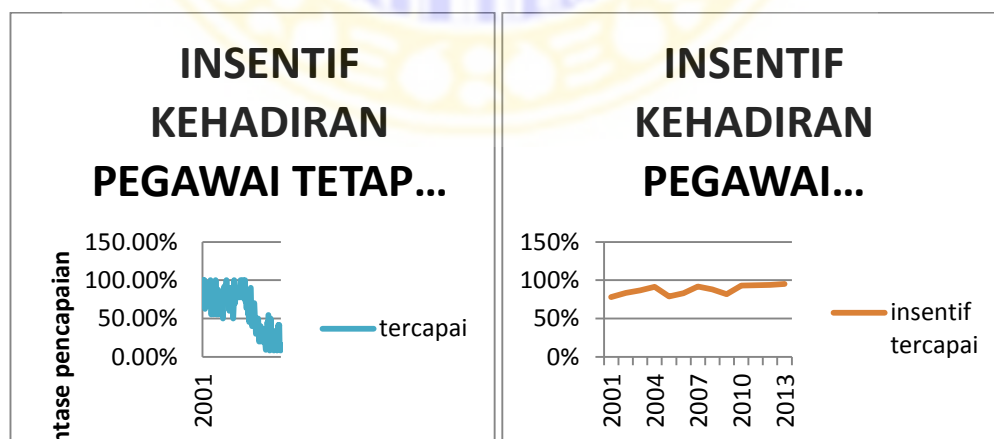 INSENTIF
KEHADIRAN
PEGAWAI TETAP...
150.00%
100.00%
50.00%
0.00%
ntase pencapaian
2001
tercapai
INSENTIF
KEHADIRAN
PEGAWAI...
150%
100%
50%
0%
2001
2004
2007
2010
2013
insentif
tercapai